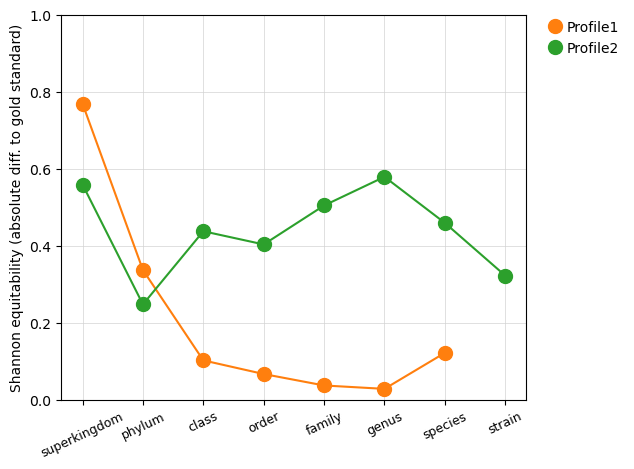 Shannon equitability (absolute diff. to gold standard)
1.0
0.8
0.6
0.4
0.2
0.0
superkingdom
phylum
class
order
family
genus
species
strain
Profile1
Profile2